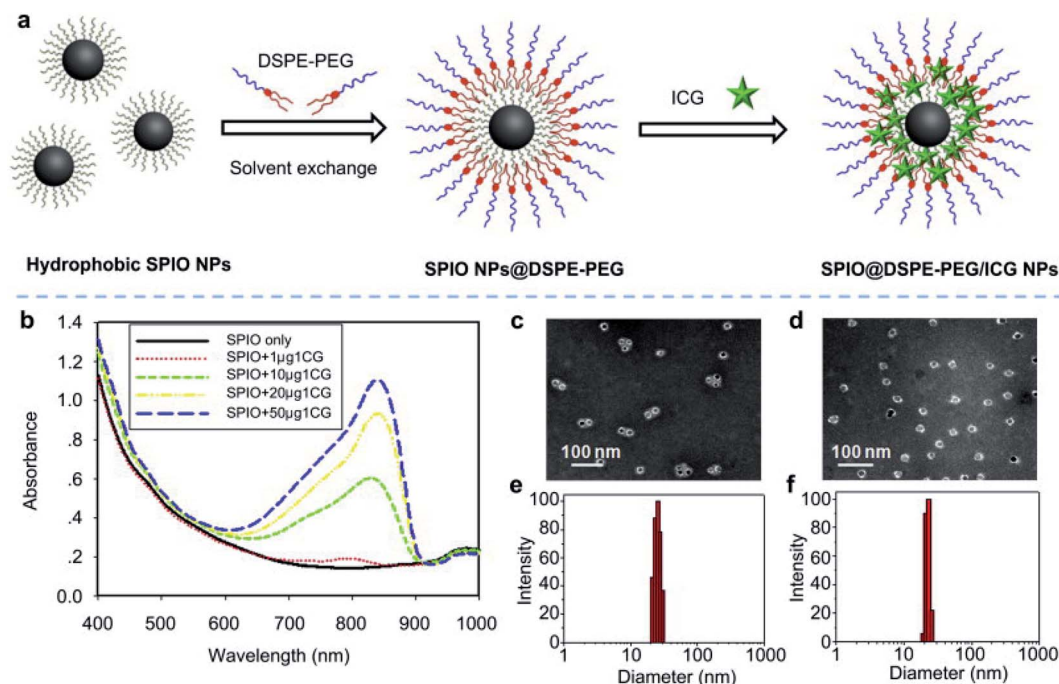 a
DSPE-PEG
Solvent exchange
ICG
Hydrophobic SPIO NPs
SPIO NPs@DSPE-PEG
SPIO@DSPE-PEG/ICG NPs
b
Absorbance
1.4
1.2
1.0
.8
.6
.4
.2
0.0
SPIO only
SPIO+1μg1CG
SPIO+10μg1CG
SPIO+20μg1CG
SPIO+50μg1CG
400 500 600 700 800 900 1000
Wavelength (nm)
c
100 nm
d
100 nm
e
Intensity
100
80
60
40
20
0
1 10 100 1000
Diameter (nm)
f
Intensity
100
80
60
40
20
0
1 10 100 1000
Diameter (nm)